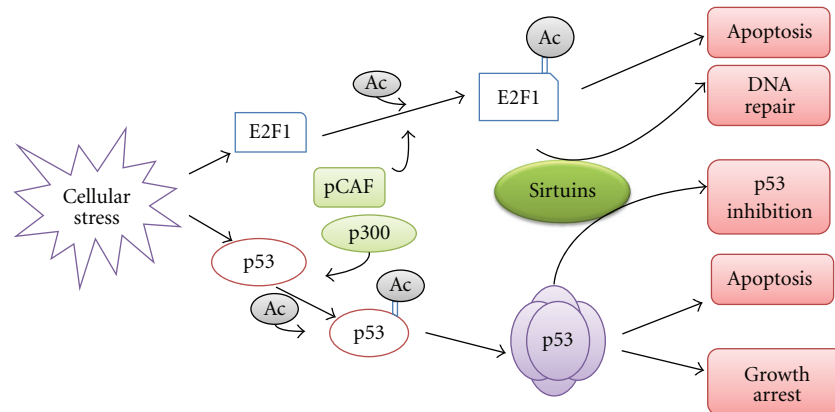 Cellular
stress
E2F1
Ac
pCAF
p300
p53
Ac
Ac
p53
Ac
E2F1
Sirtuins
p53
Apoptosis
DNA
repair
p53
inhibition
Apoptosis
Growth
arrest